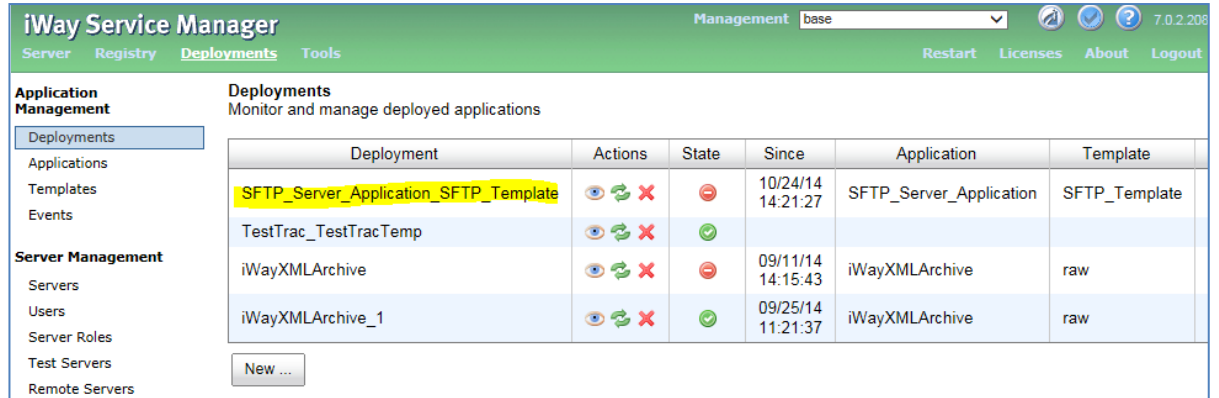 iWay Service Manager
Management base 7.0.2.208
Server Registry Deployments Tools
Restart Licenses About Logout
Application
Management
Deployments
Applications
Templates
Events
Server Management
Servers
Users
Server Roles
Test Servers
Remote Servers
Deployments
Monitor and manage deployed applications
Deployment Actions State Since Application Template
SFTP_Server_Application_SFTP_Template 10/24/14 14:21:27 SFTP_Server_Application SFTP_Template
TestTrac_TestTracTemp
iWayXMLArchive 09/11/14 14:15:43 iWayXMLArchive raw
iWayXMLArchive_1 09/25/14 11:21:37 iWayXMLArchive raw
New ...